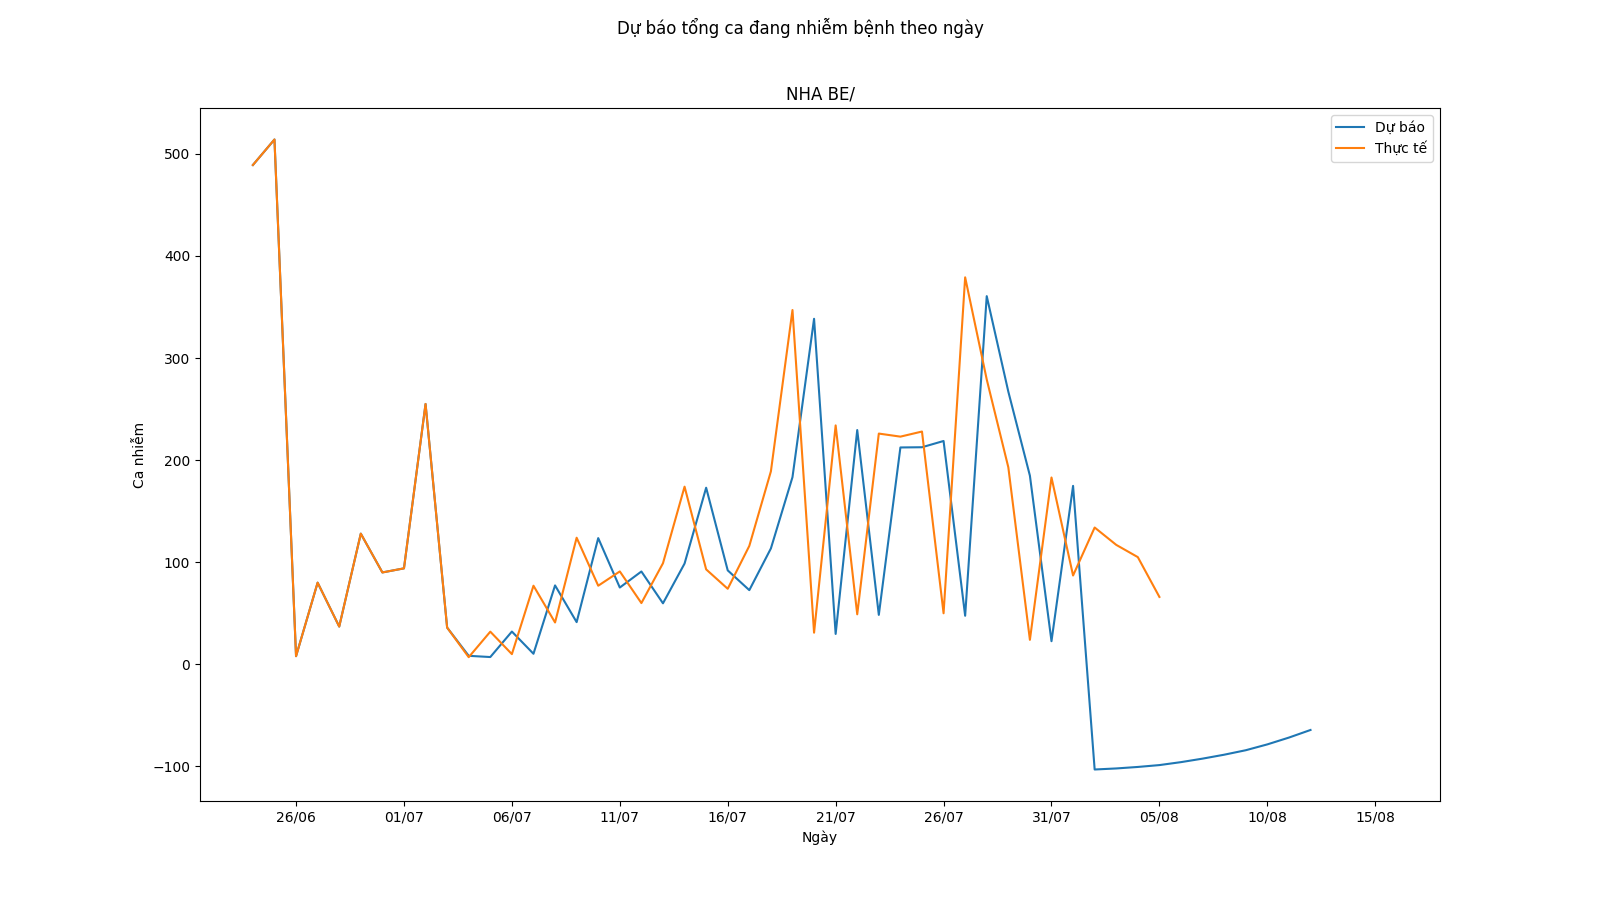 Dự báo tổng ca đang nhiễm bệnh theo ngày
NHA BE/
Dự báo
Thực tế
500
400
300
200
100
0
−100
Ca nhiễm
26/06 01/07 06/07 11/07 16/07 21/07 26/07 31/07 05/08 10/08 15/08
Ngày